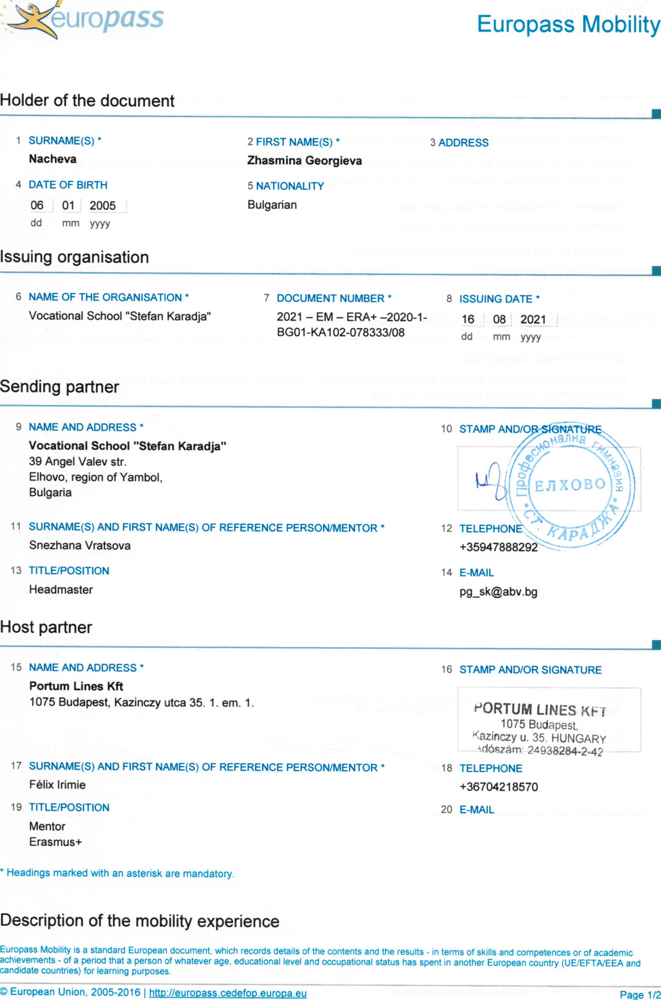 europass
Europass Mobility
Holder of the document
1 SURNAME(S) * 2 FIRST NAME(S) * 3 ADDRESS
Nacheva Zhasmina Georgieva
4 DATE OF BIRTH 5 NATIONALITY
06 01 2005 Bulgarian
dd mm yyyy
Issuing organisation
6 NAME OF THE ORGANISATION * 7 DOCUMENT NUMBER * 8 ISSUING DATE *
Vocational School "Stefan Karadja" 2021 – EM – ERA+ –2020-1- 16 08 2021
BG01-KA102-078333/08 dd mm yyyy
Sending partner
9 NAME AND ADDRESS * 10 STAMP AND/OR SIGNATURE
Vocational School "Stefan Karadja"
39 Angel Valev str.
Elhovo, region of Yambol,
Bulgaria
Професионална гимназия
ЕЛХОВО
"СТ. КАРАДЖА"
11 SURNAME(S) AND FIRST NAME(S) OF REFERENCE PERSON/MENTOR * 12 TELEPHONE
Snezhana Vratsova +35947888292
13 TITLE/POSITION 14 E-MAIL
Headmaster pg_sk@abv.bg
Host partner
15 NAME AND ADDRESS * 16 STAMP AND/OR SIGNATURE
Portum Lines Kft
1075 Budapest, Kazinczy utca 35. 1. em. 1.
PORTUM LINES KFT
1075 Budapest,
Kazinczy u. 35. HUNGARY
Adószám: 24938284-2-42
17 SURNAME(S) AND FIRST NAME(S) OF REFERENCE PERSON/MENTOR * 18 TELEPHONE
Félix Irimie +36704218570
19 TITLE/POSITION 20 E-MAIL
Mentor
Erasmus+
* Headings marked with an asterisk are mandatory.
Description of the mobility experience
Europass Mobility is a standard European document, which records details of the contents and the results - in terms of skills and competences or of academic
achievements - of a period that a person of whatever age, educational level and occupational status has spent in another European country (UE/EFTA/EEA and
candidate countries) for learning purposes.
© European Union, 2005-2016 | http://europass.cedefop.europa.eu Page 1/2